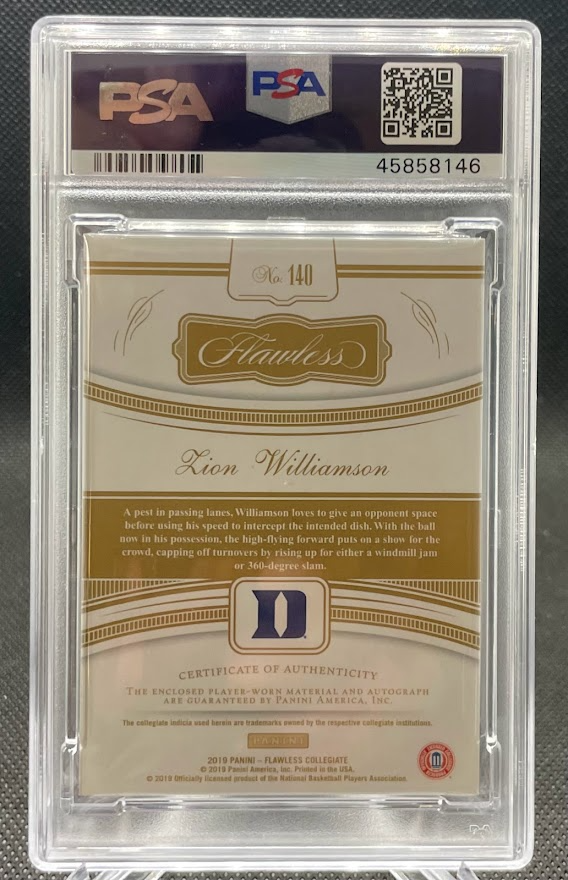 PSA
PSA
45858146
No. 140
Flawless
Zion Williamson
A pest in passing lanes, Williamson loves to give an opponent space
before using his speed to intercept the intended dish. With the ball
now in his possession, the high-flying forward puts on a show for the
crowd, capping off turnovers by rising up for either a windmill jam
or 360-degree slam.
D
CERTIFICATE OF AUTHENTICITY
THE ENCLOSED PLAYER-WORN MATERIAL AND AUTOGRAPH
ARE GUARANTEED BY PANINI AMERICA, INC.
The collegiate indicia used herein are trademarks owned by the respective collegiate institutions.
PANINI
2019 PANINI – FLAWLESS COLLEGIATE
© 2019 Panini America, Inc. Printed in the USA.
© 2019 Officially licensed product of the National Basketball Players Association.